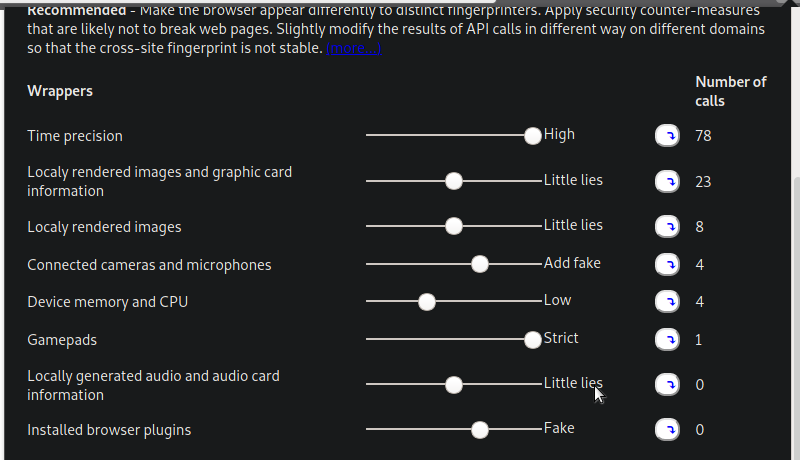 Recommended - Make the browser appear differently to distinct fingerprinters. Apply security counter-measures
that are likely not to break web pages. Slightly modify the results of API calls in different way on different domains
so that the cross-site fingerprint is not stable. (more...)
Wrappers
Number of
calls
Time precision
High
78
Localy rendered images and graphic card
information
Little lies
23
Localy rendered images
Little lies
8
Connected cameras and microphones
Add fake
4
Device memory and CPU
Low
4
Gamepads
Strict
1
Locally generated audio and audio card
information
Little lies
0
Installed browser plugins
Fake
0